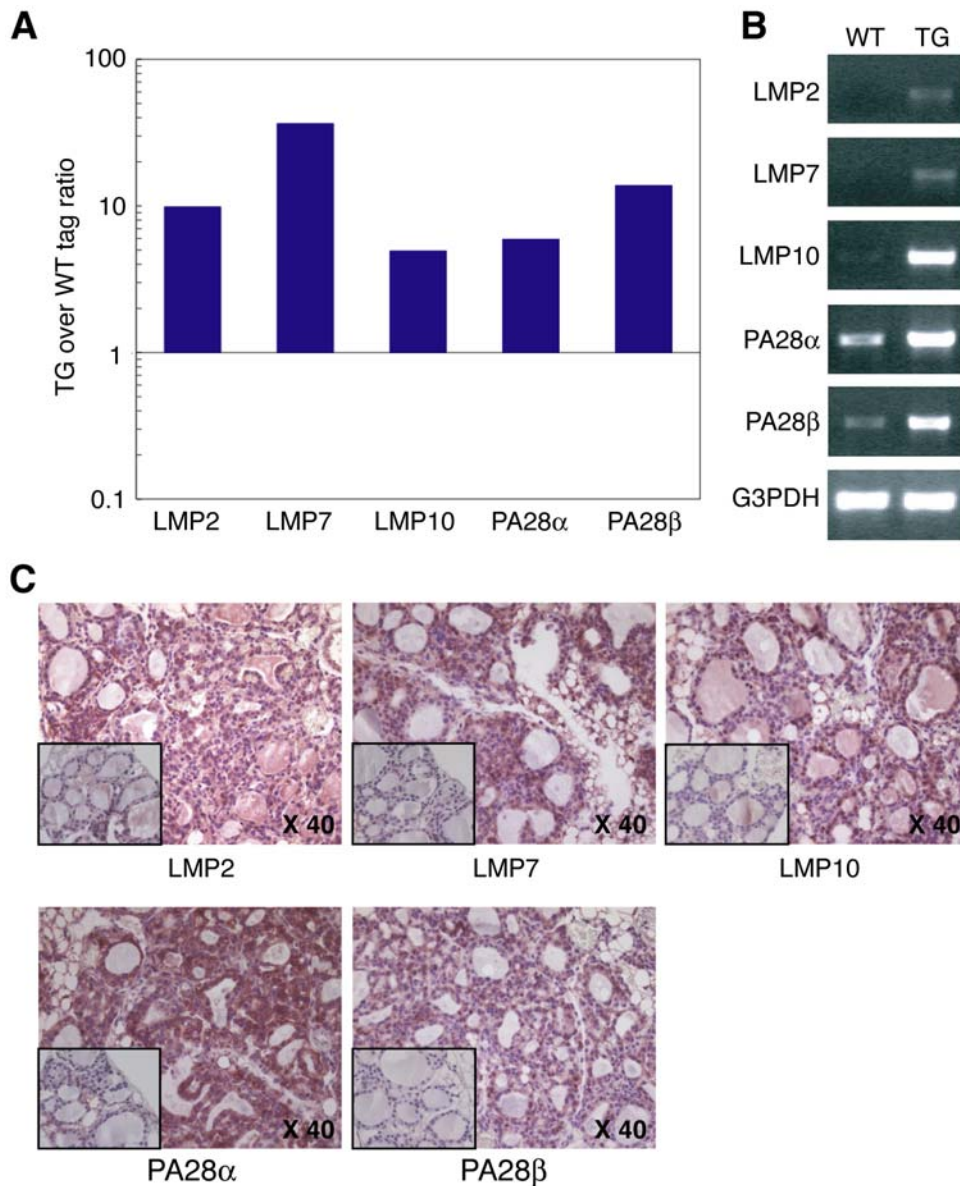 A
TG over WT tag ratio
100
10
1
0.1
LMP2 LMP7 LMP10 PA28α PA28β
B
WT TG
LMP2
LMP7
LMP10
PA28α
PA28β
G3PDH
C
X 40 X 40 X 40
LMP2 LMP7 LMP10
X 40 X 40
PA28α PA28β